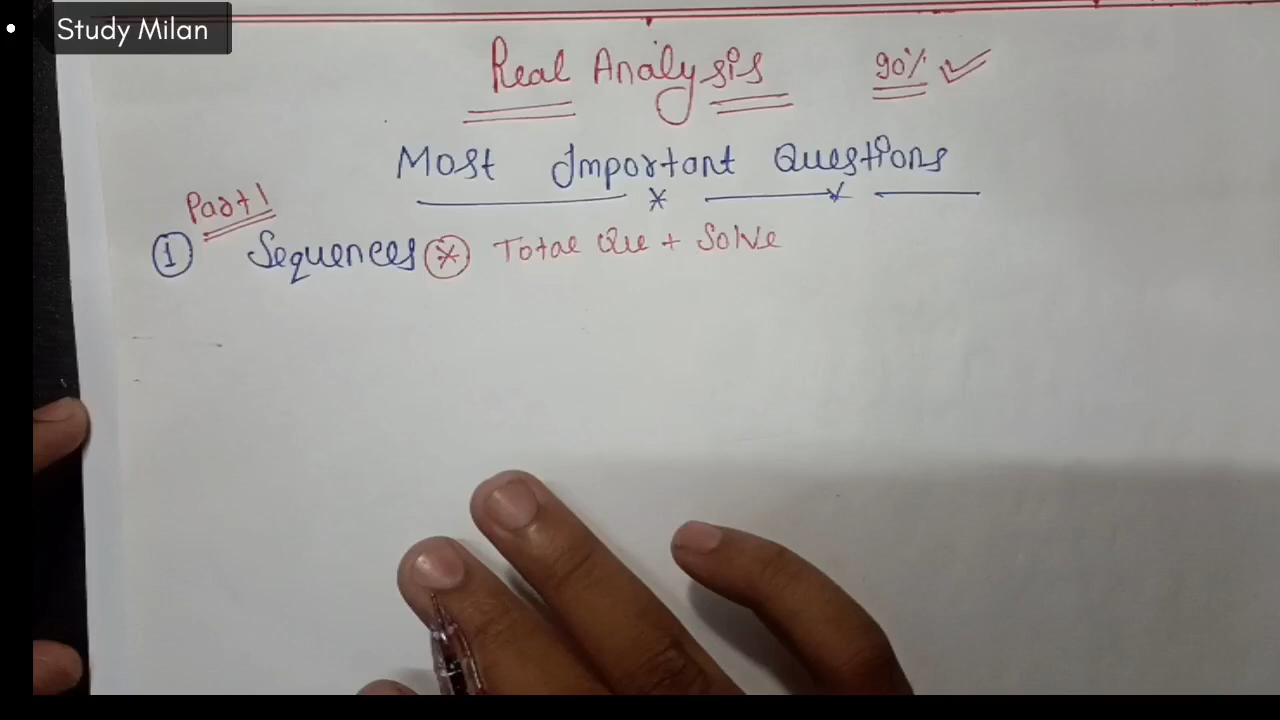 Study Milan
Real Analysis 90% ✓
Most Important Questions
Part 1
① Sequences * Total Que + Solve